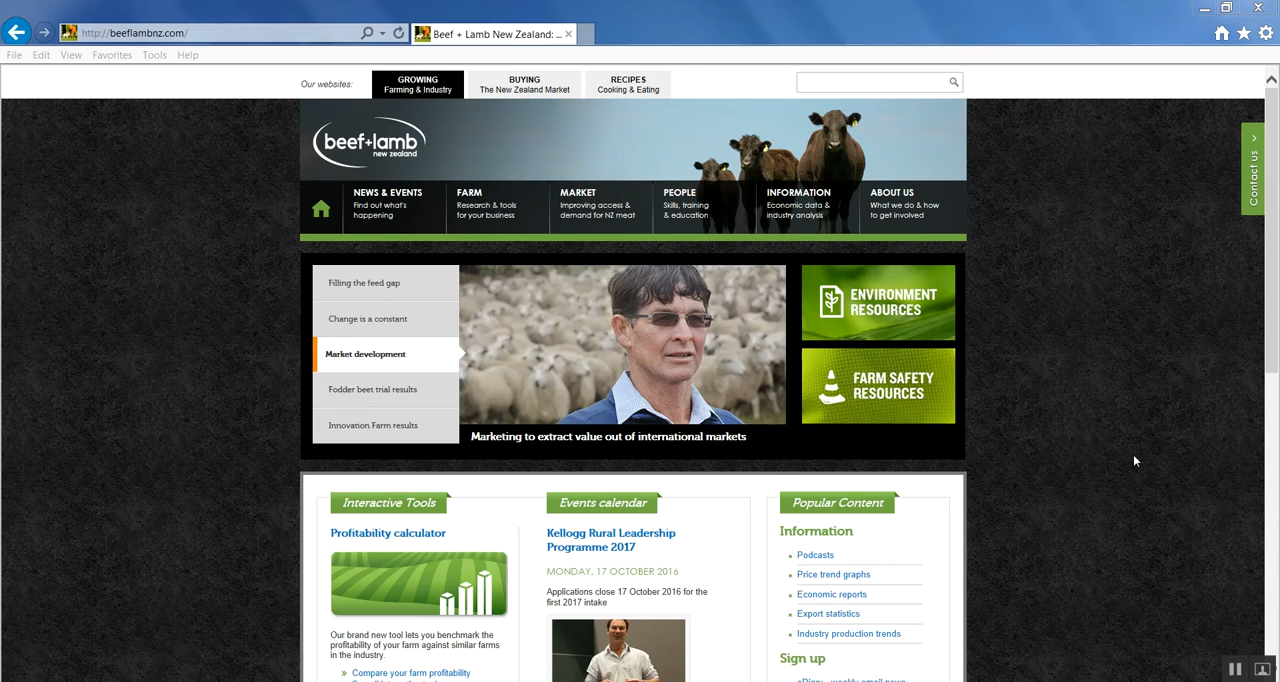 http://beeflambnz.com/
Beef + Lamb New Zealand: ...
File Edit View Favorites Tools Help
Our websites:
GROWING
Farming & Industry
BUYING
The New Zealand Market
RECIPES
Cooking & Eating
beef+lamb
new zealand
Contact us
NEWS & EVENTS
Find out what's
happening
FARM
Research & tools
for your business
MARKET
Improving access &
demand for NZ meat
PEOPLE
Skills, training
& education
INFORMATION
Economic data &
industry analysis
ABOUT US
What we do & how
to get involved
Filling the feed gap
Change is a constant
Market development
Fodder beet trial results
Innovation Farm results
Marketing to extract value out of international markets
ENVIRONMENT
RESOURCES
FARM SAFETY
RESOURCES
Interactive Tools
Profitability calculator
Our brand new tool lets you benchmark the
profitability of your farm against similar farms
in the industry.
» Compare your farm profitability
Events calendar
Kellogg Rural Leadership
Programme 2017
MONDAY, 17 OCTOBER 2016
Applications close 17 October 2016 for the
first 2017 intake
Popular Content
Information
Podcasts
Price trend graphs
Economic reports
Export statistics
Industry production trends
Sign up